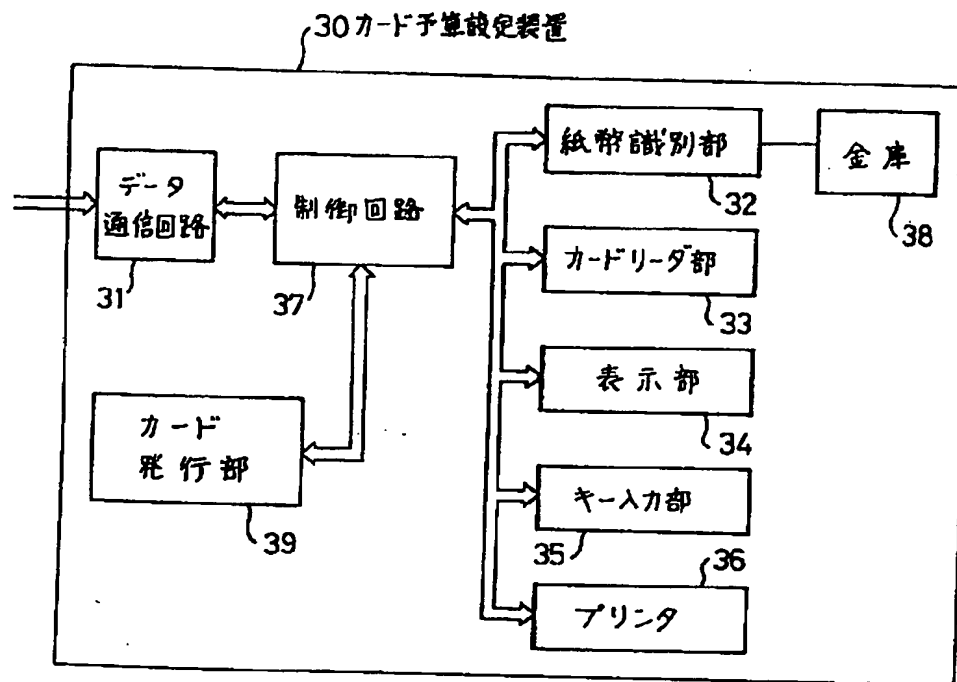 30 カード予算設定装置
データ
通信回路
31
制御回路
37
紙幣識別部
32
金庫
38
カードリーダ部
33
表示部
34
カード
発行部
39
キー入力部
35
36
プリンタ